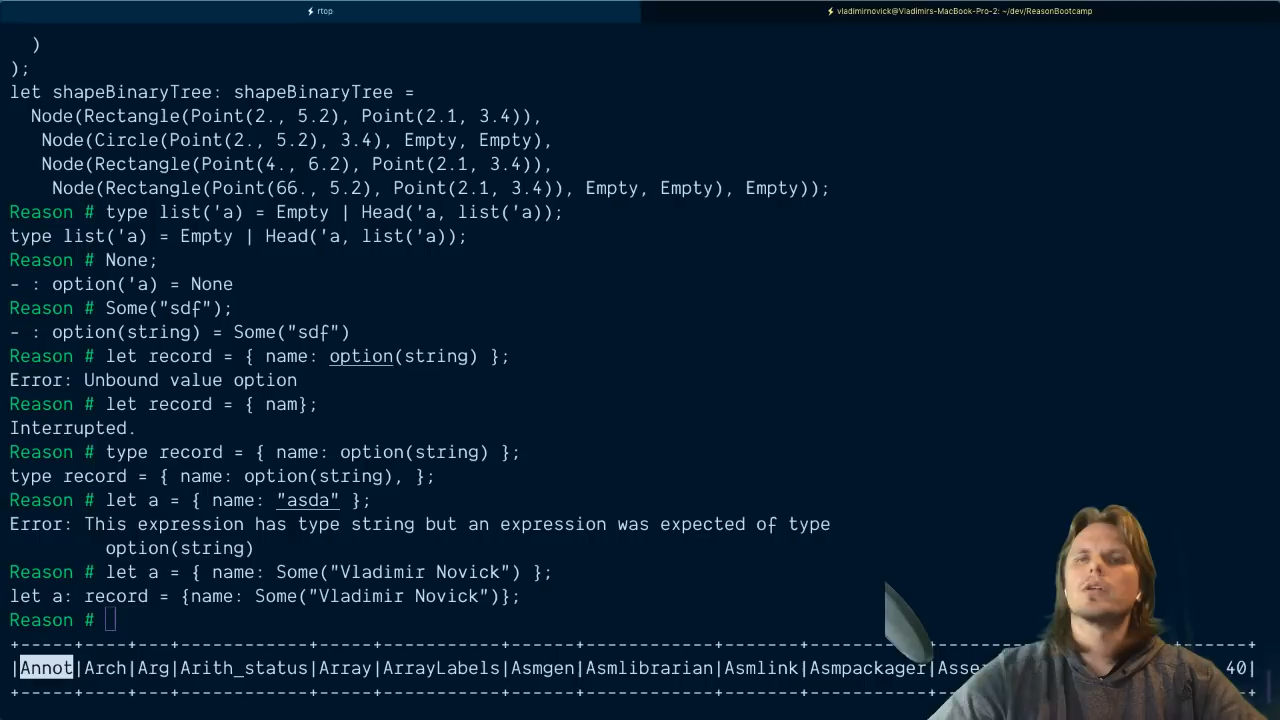 ⚡ rtop
⚡ vladimirnovick@Vladimirs-MacBook-Pro-2: ~/dev/ReasonBootcamp
)
);
let shapeBinaryTree: shapeBinaryTree =
Node(Rectangle(Point(2., 5.2), Point(2.1, 3.4)),
Node(Circle(Point(2., 5.2), 3.4), Empty, Empty),
Node(Rectangle(Point(4., 6.2), Point(2.1, 3.4)),
Node(Rectangle(Point(66., 5.2), Point(2.1, 3.4)), Empty, Empty), Empty));
Reason # type list('a) = Empty | Head('a, list('a));
type list('a) = Empty | Head('a, list('a));
Reason # None;
- : option('a) = None
Reason # Some("sdf");
- : option(string) = Some("sdf")
Reason # let record = { name: option(string) };
Error: Unbound value option
Reason # let record = { nam};
Interrupted.
Reason # type record = { name: option(string) };
type record = { name: option(string), };
Reason # let a = { name: "asda" };
Error: This expression has type string but an expression was expected of type
option(string)
Reason # let a = { name: Some("Vladimir Novick") };
let a: record = {name: Some("Vladimir Novick")};
Reason #
|Annot|Arch|Arg|Arith_status|Array|ArrayLabels|Asmgen|Asmlibrarian|Asmlink|Asmpackager| 40|